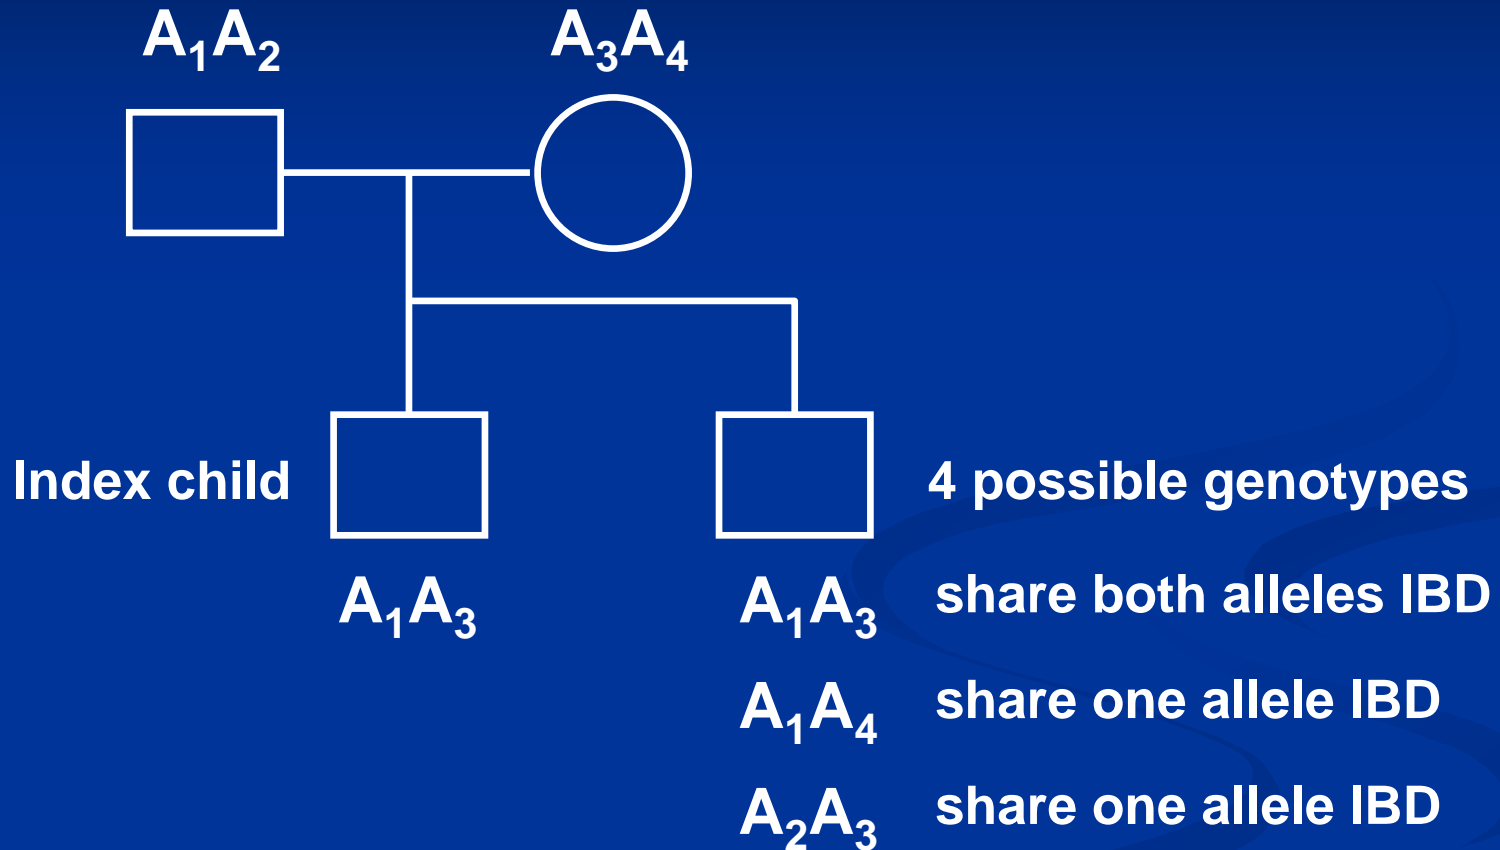 A₁A₂ A₃A₄
Index child 4 possible genotypes
A₁A₃ A₁A₃ share both alleles IBD
A₁A₄ share one allele IBD
A₂A₃ share one allele IBD